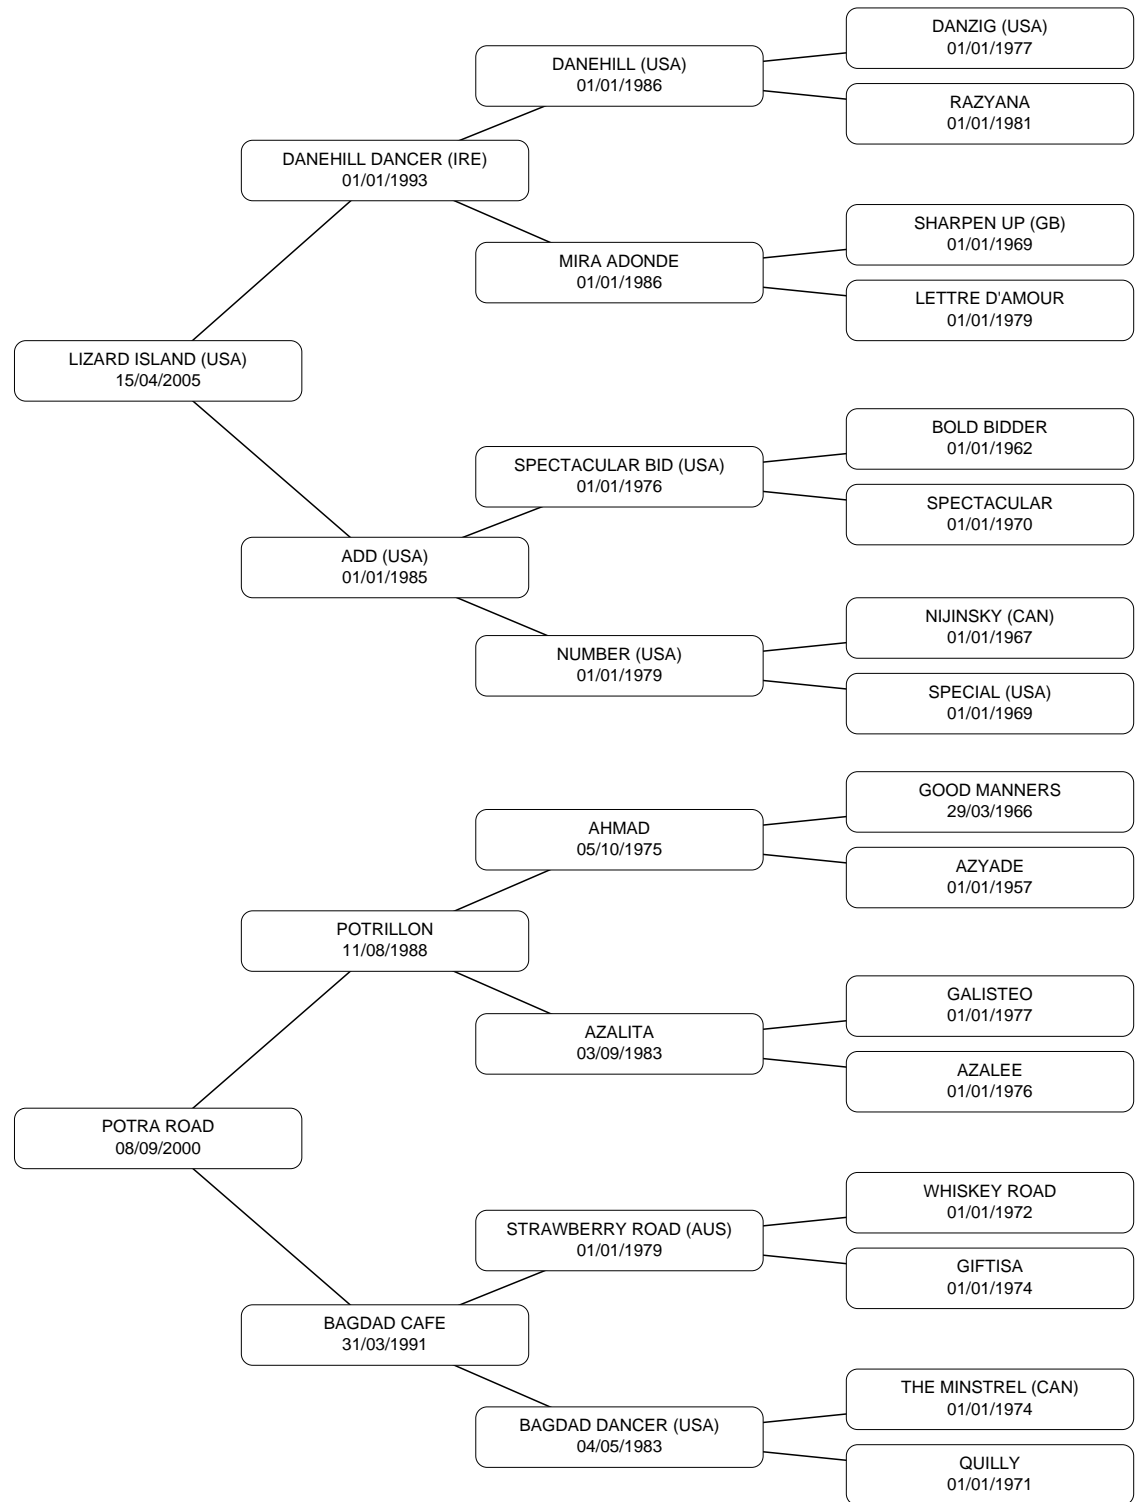 DANZIG (USA)
01/01/1977
DANEHILL (USA)
01/01/1986
RAZYANA
01/01/1981
DANEHILL DANCER (IRE)
01/01/1993
SHARPEN UP (GB)
01/01/1969
MIRA ADONDE
01/01/1986
LETTRE D'AMOUR
01/01/1979
LIZARD ISLAND (USA)
15/04/2005
BOLD BIDDER
01/01/1962
SPECTACULAR BID (USA)
01/01/1976
SPECTACULAR
01/01/1970
ADD (USA)
01/01/1985
NIJINSKY (CAN)
01/01/1967
NUMBER (USA)
01/01/1979
SPECIAL (USA)
01/01/1969
GOOD MANNERS
29/03/1966
AHMAD
05/10/1975
AZYADE
01/01/1957
POTRILLON
11/08/1988
GALISTEO
01/01/1977
AZALITA
03/09/1983
AZALEE
01/01/1976
POTRA ROAD
08/09/2000
WHISKEY ROAD
01/01/1972
STRAWBERRY ROAD (AUS)
01/01/1979
GIFTISA
01/01/1974
BAGDAD CAFE
31/03/1991
THE MINSTREL (CAN)
01/01/1974
BAGDAD DANCER (USA)
04/05/1983
QUILLY
01/01/1971